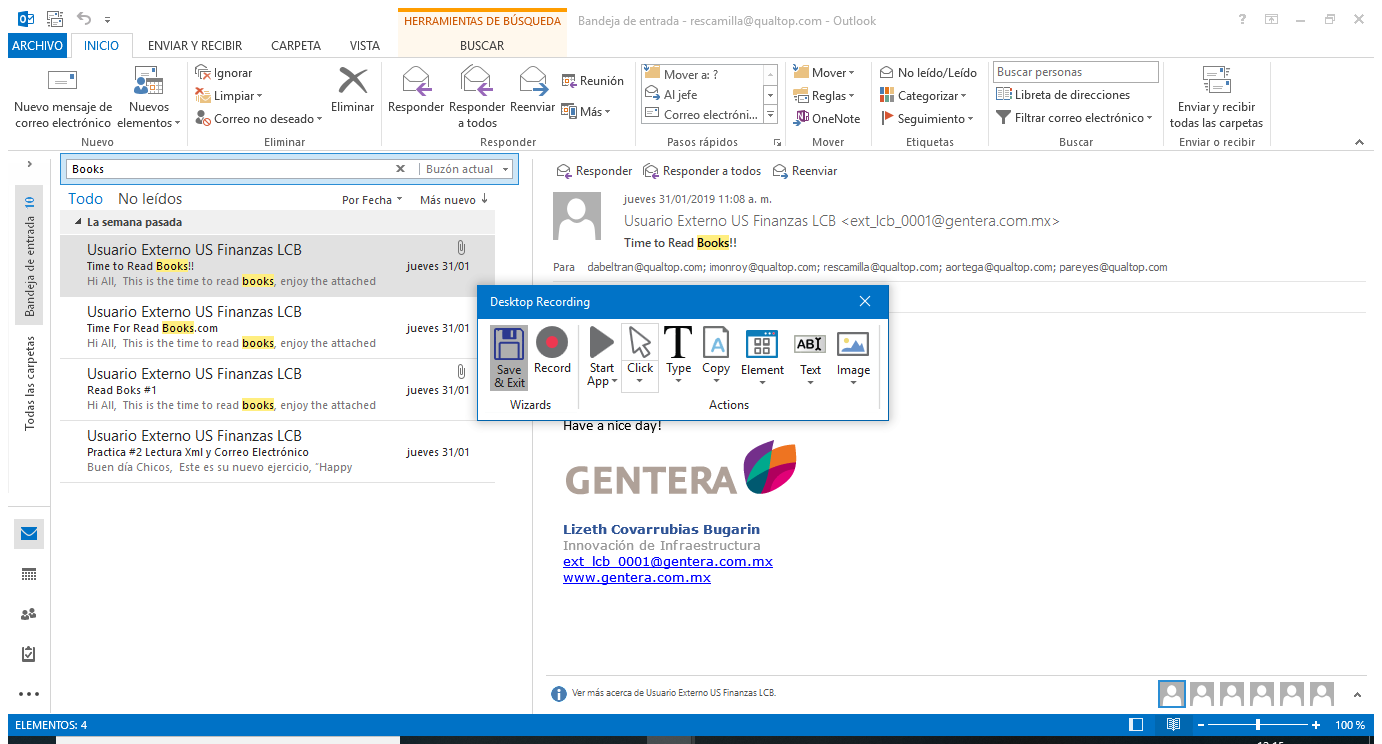 HERRAMIENTAS DE BÚSQUEDA
Bandeja de entrada - rescamilla@qualtop.com - Outlook
ARCHIVO INICIO ENVIAR Y RECIBIR CARPETA VISTA BUSCAR
Nuevo mensaje de
correo electrónico
Nuevos
elementos
Nuevo
Ignorar
Limpiar
Correo no deseado
Eliminar
Eliminar
Responder
Responder
a todos
Reenviar
Reunión
Más
Responder
Mover a: ?
Al jefe
Correo electróni...
Pasos rápidos
Mover
Reglas
OneNote
Mover
No leído/Leído
Categorizar
Seguimiento
Etiquetas
Buscar personas
Libreta de direcciones
Filtrar correo electrónico
Buscar
Enviar y recibir
todas las carpetas
Enviar o recibir
Bandeja de entrada 10
Todas las carpetas
Books
Buzón actual
Todo No leídos Por Fecha Más nuevo
La semana pasada
Usuario Externo US Finanzas LCB
Time to Read Books!! jueves 31/01
Hi All, This is the time to read books, enjoy the attached
Usuario Externo US Finanzas LCB
Time For Read Books.com jueves 31/01
Hi All, This is the time to read books, enjoy the attached
Usuario Externo US Finanzas LCB
Read Boks #1 jueves 31/01
Hi All, This is the time to read books, enjoy the attached
Usuario Externo US Finanzas LCB
Practica #2 Lectura Xml y Correo Electrónico jueves 31/01
Buen día Chicos, Este es su nuevo ejercicio, "Happy
Responder Responder a todos Reenviar
jueves 31/01/2019 11:08 a. m.
Usuario Externo US Finanzas LCB <ext_lcb_0001@gentera.com.mx>
Time to Read Books!!
Para dabeltran@qualtop.com; imonroy@qualtop.com; rescamilla@qualtop.com; aortega@qualtop.com; pareyes@qualtop.com
Desktop Recording
Save
& Exit
Record
Wizards
Start
App
Click
Type
Copy
Element
ABI
Text
Image
Actions
Have a nice day!
GENTERA
Lizeth Covarrubias Bugarin
Innovación de Infraestructura
ext_lcb_0001@gentera.com.mx
www.gentera.com.mx
Ver más acerca de Usuario Externo US Finanzas LCB.
ELEMENTOS: 4
100 %